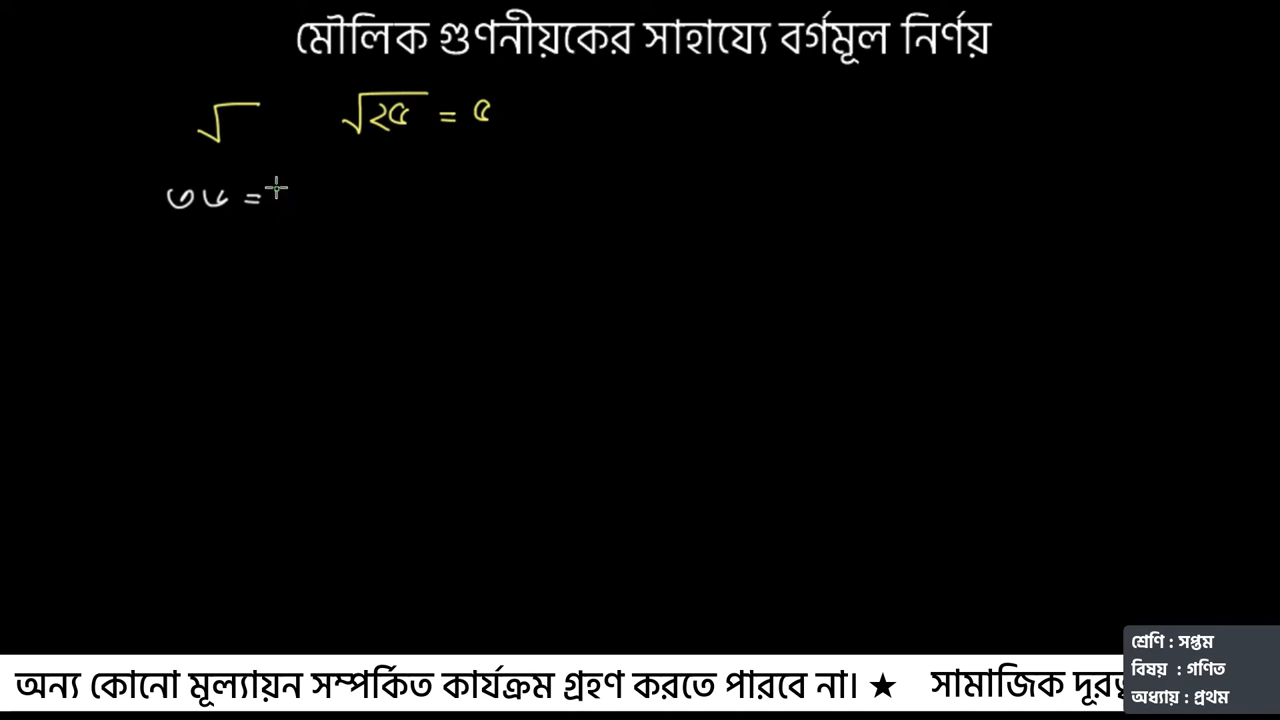 মৌলিক গুণনীয়কের সাহায্যে বর্গমূল নির্ণয়
√ √২৫ = ৫
৩৬ =
শ্রেণি : সপ্তম
বিষয় : গণিত
অধ্যায় : প্রথম
অন্য কোনো মূল্যায়ন সম্পর্কিত কার্যক্রম গ্রহণ করতে পারবে না। ★ সামাজিক